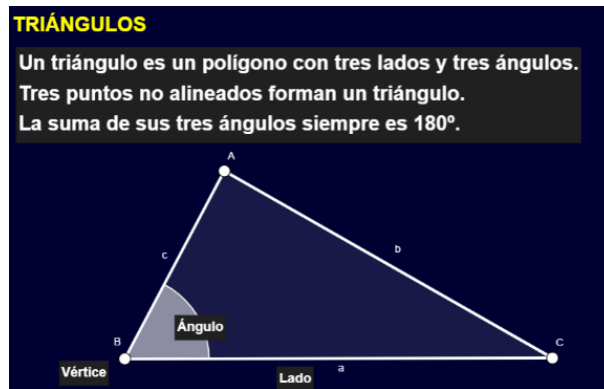 TRIÁNGULOS
Un triángulo es un polígono con tres lados y tres ángulos.
Tres puntos no alineados forman un triángulo.
La suma de sus tres ángulos siempre es 180º.
A
c
b
Ángulo
B
C
Vértice
a
Lado